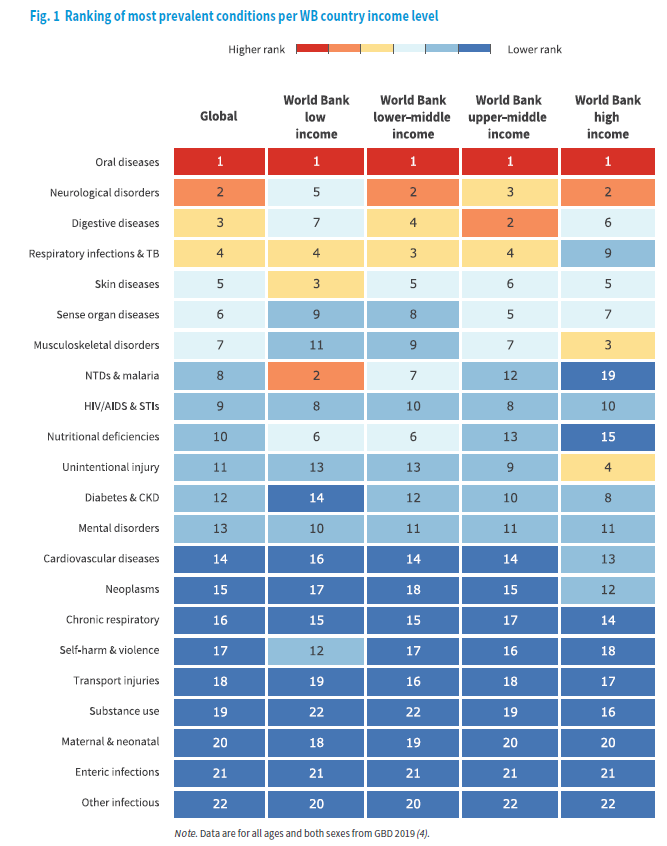 Fig. 1 Ranking of most prevalent conditions per WB country income level
Higher rank Lower rank
Global World Bank low income World Bank lower–middle income World Bank upper–middle income World Bank high income
Oral diseases 1 1 1 1 1
Neurological disorders 2 5 2 3 2
Digestive diseases 3 7 4 2 6
Respiratory infections & TB 4 4 3 4 9
Skin diseases 5 3 5 6 5
Sense organ diseases 6 9 8 5 7
Musculoskeletal disorders 7 11 9 7 3
NTDs & malaria 8 2 7 12 19
HIV/AIDS & STIs 9 8 10 8 10
Nutritional deficiencies 10 6 6 13 15
Unintentional injury 11 13 13 9 4
Diabetes & CKD 12 14 12 10 8
Mental disorders 13 10 11 11 11
Cardiovascular diseases 14 16 14 14 13
Neoplasms 15 17 18 15 12
Chronic respiratory 16 15 15 17 14
Self-harm & violence 17 12 17 16 18
Transport injuries 18 19 16 18 17
Substance use 19 22 22 19 16
Maternal & neonatal 20 18 19 20 20
Enteric infections 21 21 21 21 21
Other infectious 22 20 20 22 22
Note. Data are for all ages and both sexes from GBD 2019 (4).